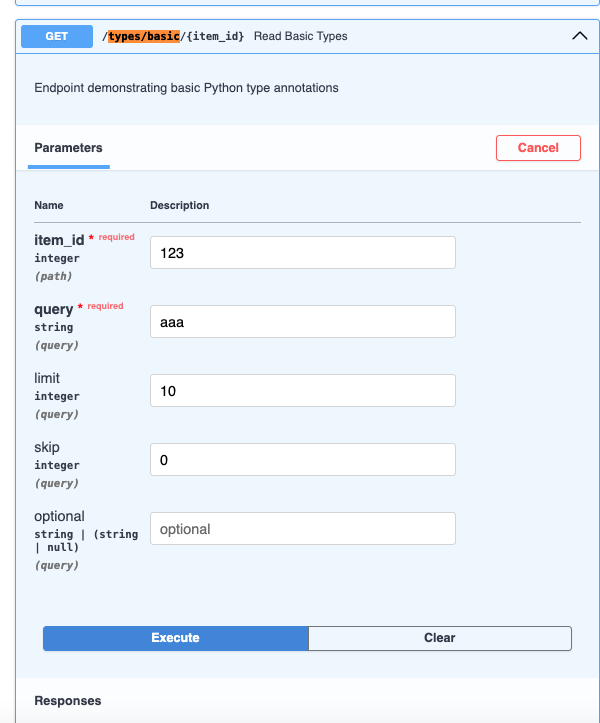 GET /types/basic/{item_id} Read Basic Types
Endpoint demonstrating basic Python type annotations
Parameters Cancel
Name Description
item_id * required
integer
(path)
123
query * required
string
(query)
aaa
limit
integer
(query)
10
skip
integer
(query)
0
optional
string | (string
| null)
(query)
optional
Execute Clear
Responses